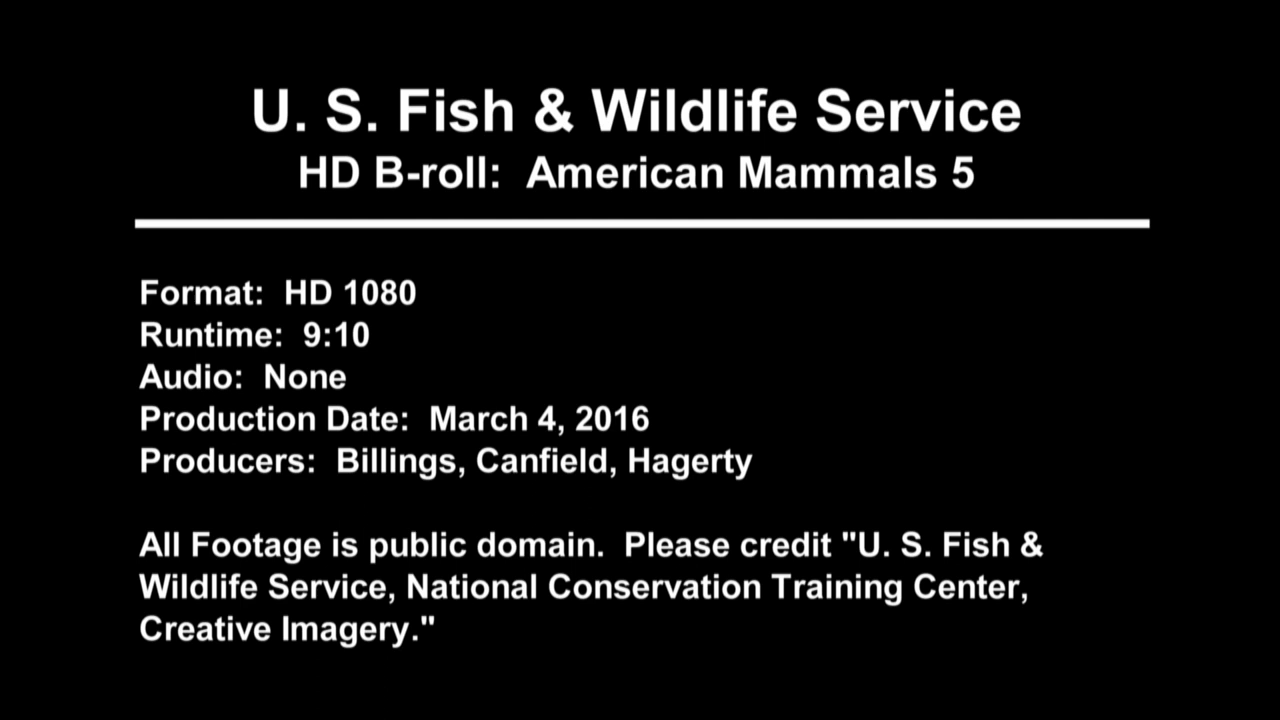 U. S. Fish & Wildlife Service
HD B-roll:  American Mammals 5
Format:  HD 1080
Runtime:  9:10
Audio:  None
Production Date:  March 4, 2016
Producers:  Billings, Canfield, Hagerty
All Footage is public domain.  Please credit "U. S. Fish &
Wildlife Service, National Conservation Training Center,
Creative Imagery."